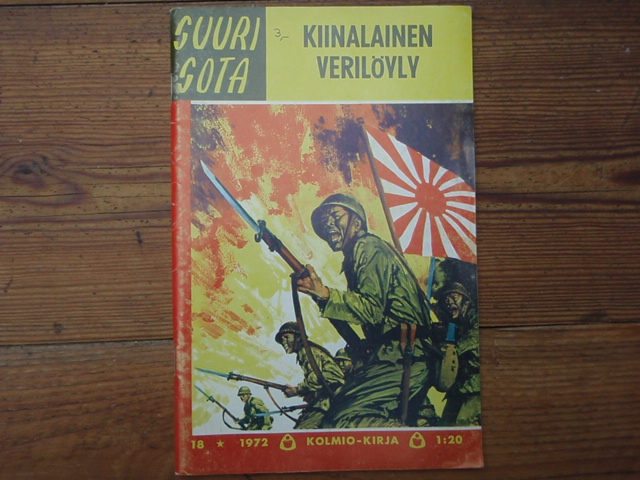 SUURI
SOTA
3,-
KIINALAINEN
VERILÖYLY
18 ★ 1972 KOLMIO-KIRJA 1:20